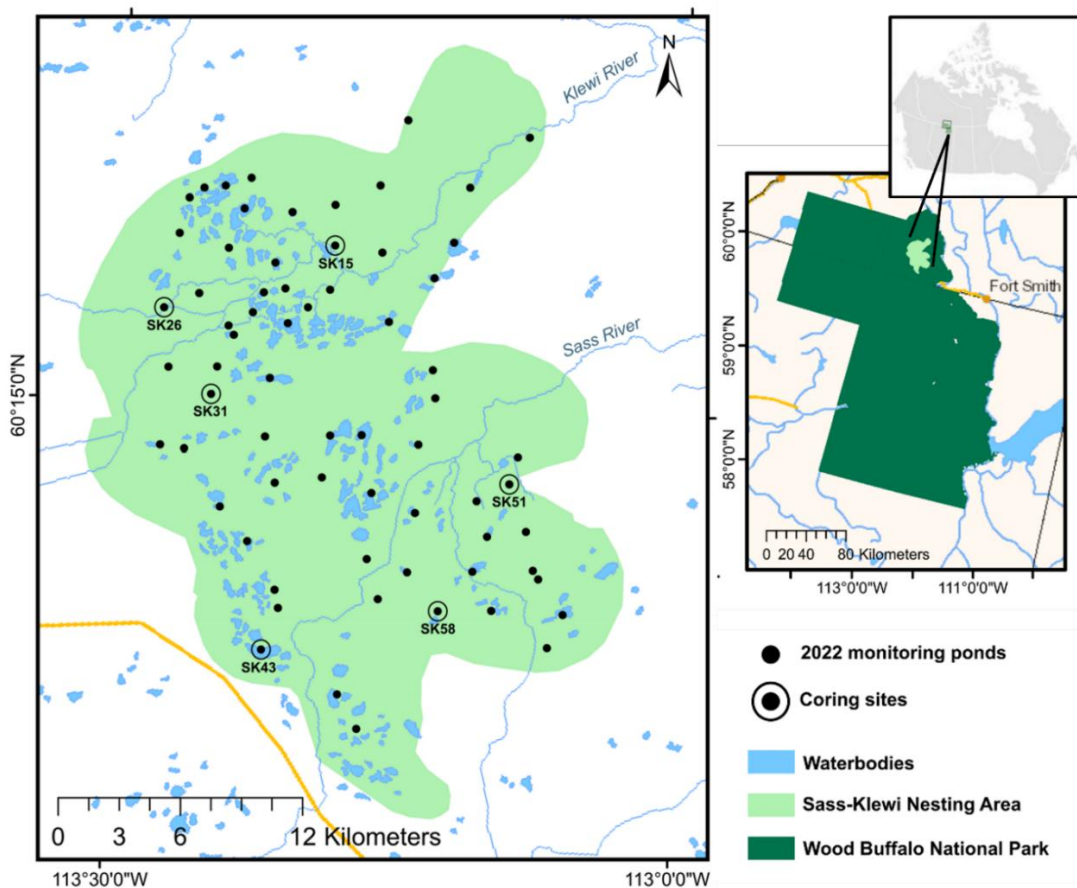 N
Klewi River
SK15
SK26
Sass River
60°15'0"N
SK31
SK51
SK58
SK43
0 3 6 12 Kilometers
113°30'0"W 113°0'0"W
60°0'0"N
Fort Smith
59°0'0"N
58°0'0"N
0 20 40 80 Kilometers
113°0'0"W 111°0'0"W
2022 monitoring ponds
Coring sites
Waterbodies
Sass-Klewi Nesting Area
Wood Buffalo National Park